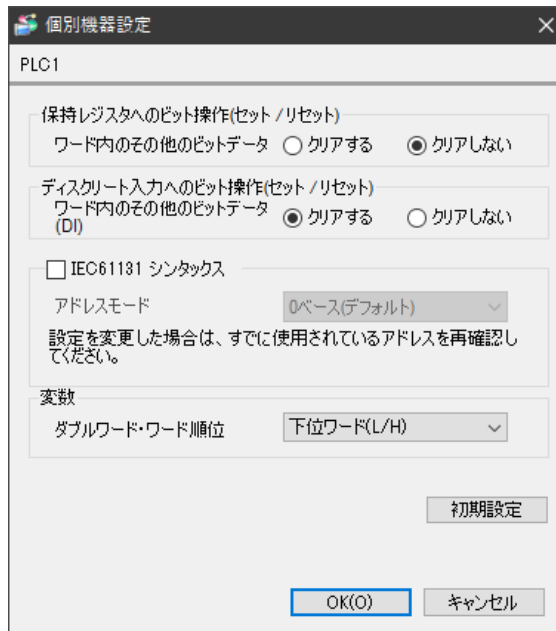 個別機器設定
PLC1
保持レジスタへのビット操作(セット /リセット)
ワード内のその他のビットデータ クリアする クリアしない
ディスクリート入力へのビット操作(セット /リセット)
ワード内のその他のビットデータ
(DI) クリアする クリアしない
IEC61131 シンタックス
アドレスモード 0ベース(デフォルト)
設定を変更した場合は、すでに使用されているアドレスを再確認し
てください。
変数
ダブルワード・ワード順位 下位ワード(L/H)
初期設定
OK(O) キャンセル